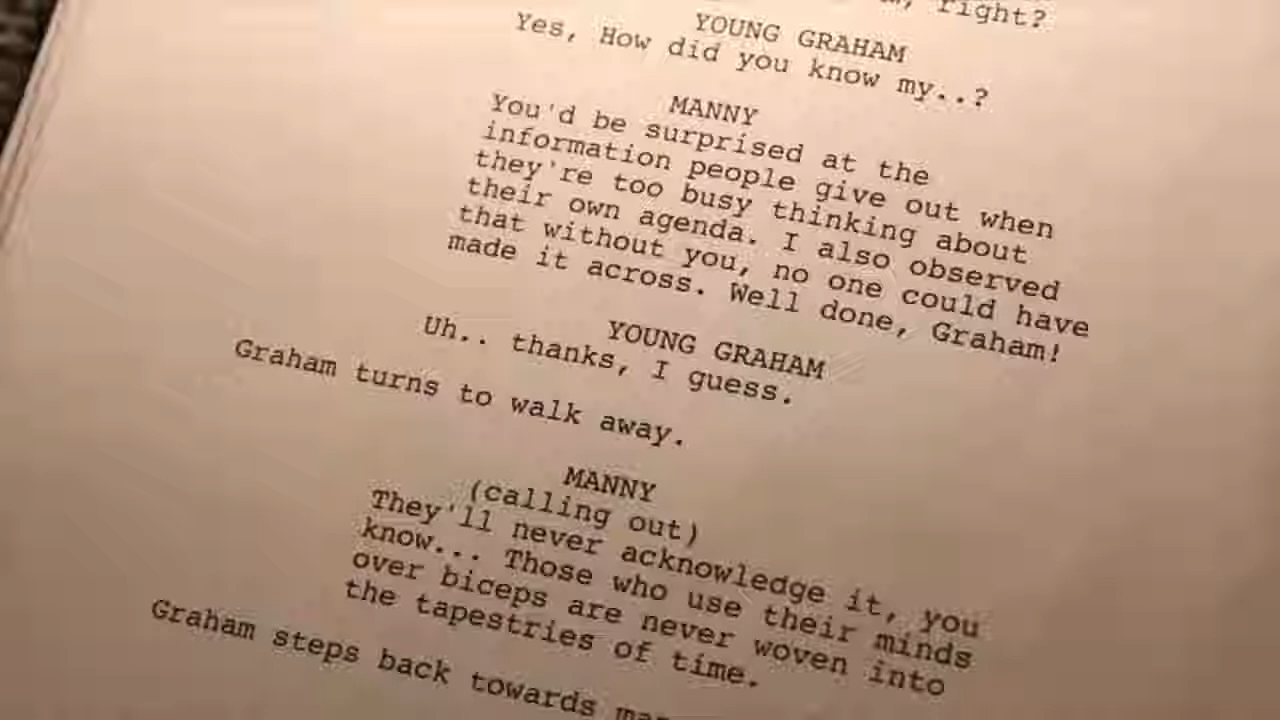 right?
YOUNG GRAHAM
Yes, How did you know my..?
MANNY
You'd be surprised at the
information people give out when
they're too busy thinking about
their own agenda. I also observed
that without you, no one could have
made it across. Well done, Graham!
YOUNG GRAHAM
Uh.. thanks, I guess.
Graham turns to walk away.
MANNY
(calling out)
They'll never acknowledge it, you
know... Those who use their minds
over biceps are never woven into
the tapestries of time.
Graham steps back towards